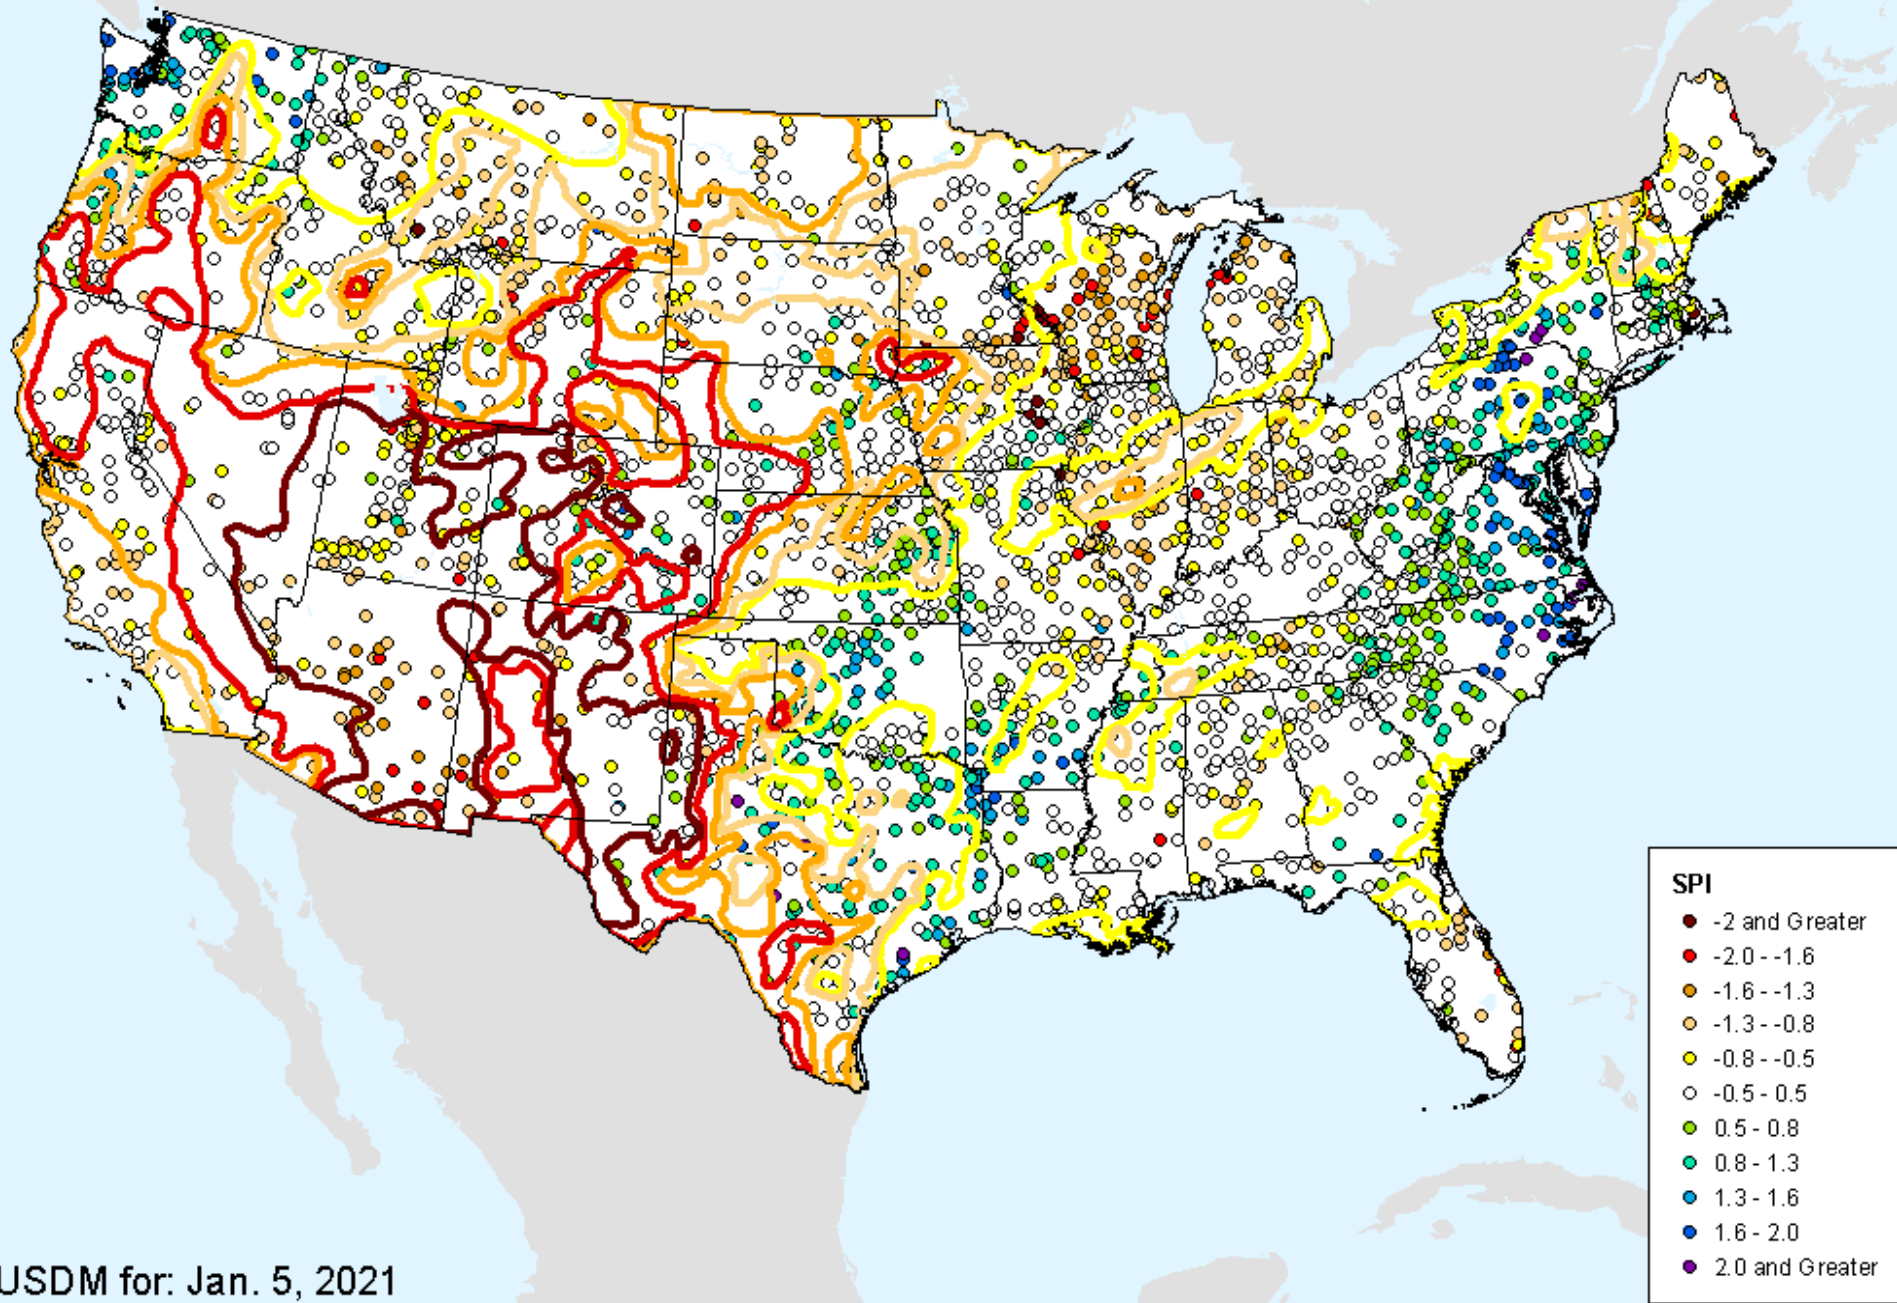 SPI
-2 and Greater
-2.0 - -1.6
-1.6 - -1.3
-1.3 - -0.8
-0.8 - -0.5
-0.5 - 0.5
0.5 - 0.8
0.8 - 1.3
1.3 - 1.6
1.6 - 2.0
2.0 and Greater
USDM for: Jan. 5, 2021